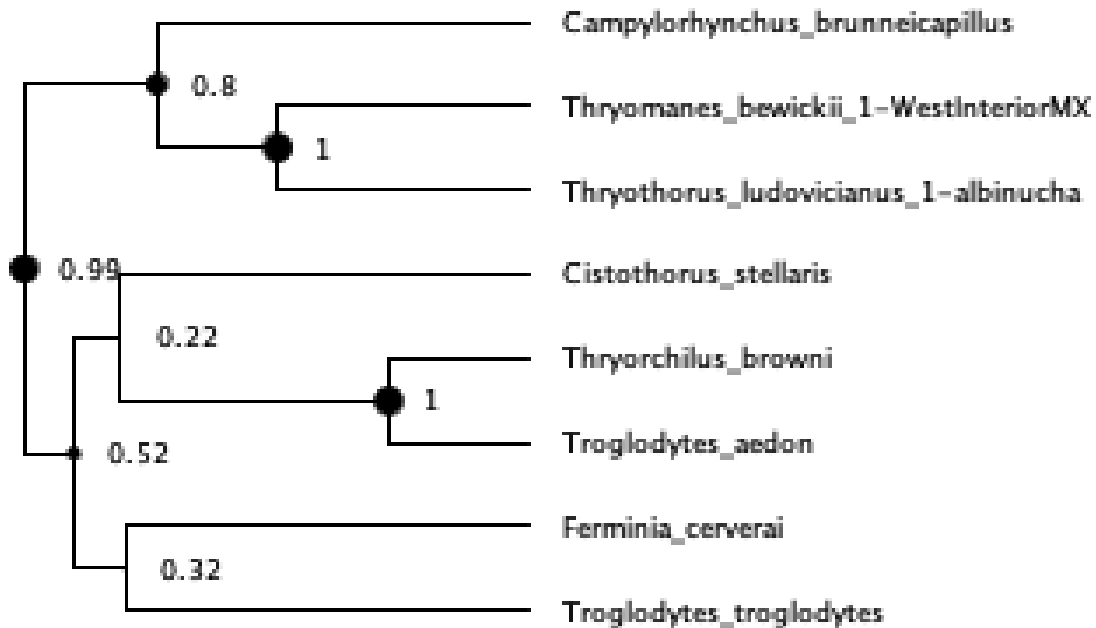 Campylorhynchus_brunneicapillus
0.8
Thryomanes_bewickii_1-WestInteriorMX
1
Thryothorus_ludovicianus_1-albinucha
0.99
Cistothorus_stellaris
0.22
Thryorchilus_browni
1
Troglodytes_aedon
0.52
Ferminia_cerverai
0.32
Troglodytes_troglodytes